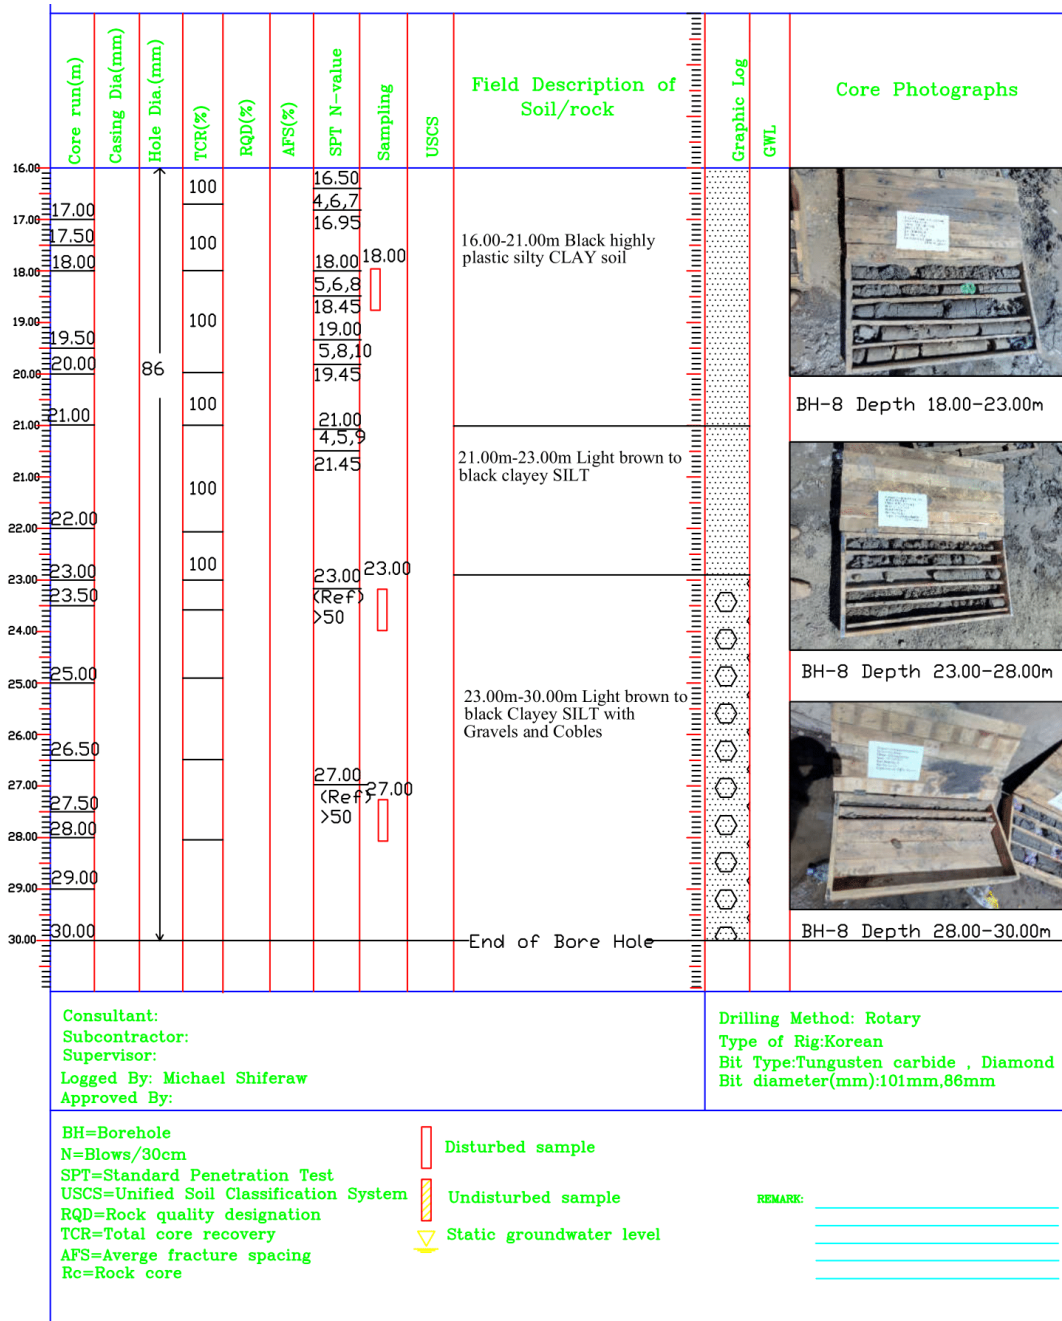 Core run(m)
Casing Dia(mm)
Hole Dia.(mm)
TCR(%)
RQD(%)
AFS(%)
SPT N-value
Sampling
USCS
Field Description of
Soil/rock
Graphic Log
GWL
Core Photographs
16.00
17.00
18.00
19.00
20.00
21.00
21.00
22.00
23.00
24.00
25.00
26.00
27.00
28.00
29.00
30.00
17.00
17.50
18.00
19.50
20.00
21.00
22.00
23.00
23.50
25.00
26.50
27.50
28.00
29.00
30.00
86
100
100
100
100
100
100
16.50
4,6,7
16.95
18.00
5,6,8
18.45
19.00
5,8,10
19.45
21.00
4,5,9
21.45
23.00
(Ref)
>50
27.00
(Ref)
>50
18.00
23.00
27.00
16.00-21.00m Black highly
plastic silty CLAY soil
21.00m-23.00m Light brown to
black clayey SILT
23.00m-30.00m Light brown to
black Clayey SILT with
Gravels and Cobles
End of Bore Hole
BH-8 Depth 18.00-23.00m
BH-8 Depth 23.00-28.00m
BH-8 Depth 28.00-30.00m
Consultant:
Subcontractor:
Supervisor:
Logged By: Michael Shiferaw
Approved By:
Drilling Method: Rotary
Type of Rig:Korean
Bit Type:Tungusten carbide , Diamond
Bit diameter(mm):101mm,86mm
BH=Borehole
N=Blows/30cm
SPT=Standard Penetration Test
USCS=Unified Soil Classification System
RQD=Rock quality designation
TCR=Total core recovery
AFS=Averge fracture spacing
Rc=Rock core
Disturbed sample
Undisturbed sample
Static groundwater level
REMARK: